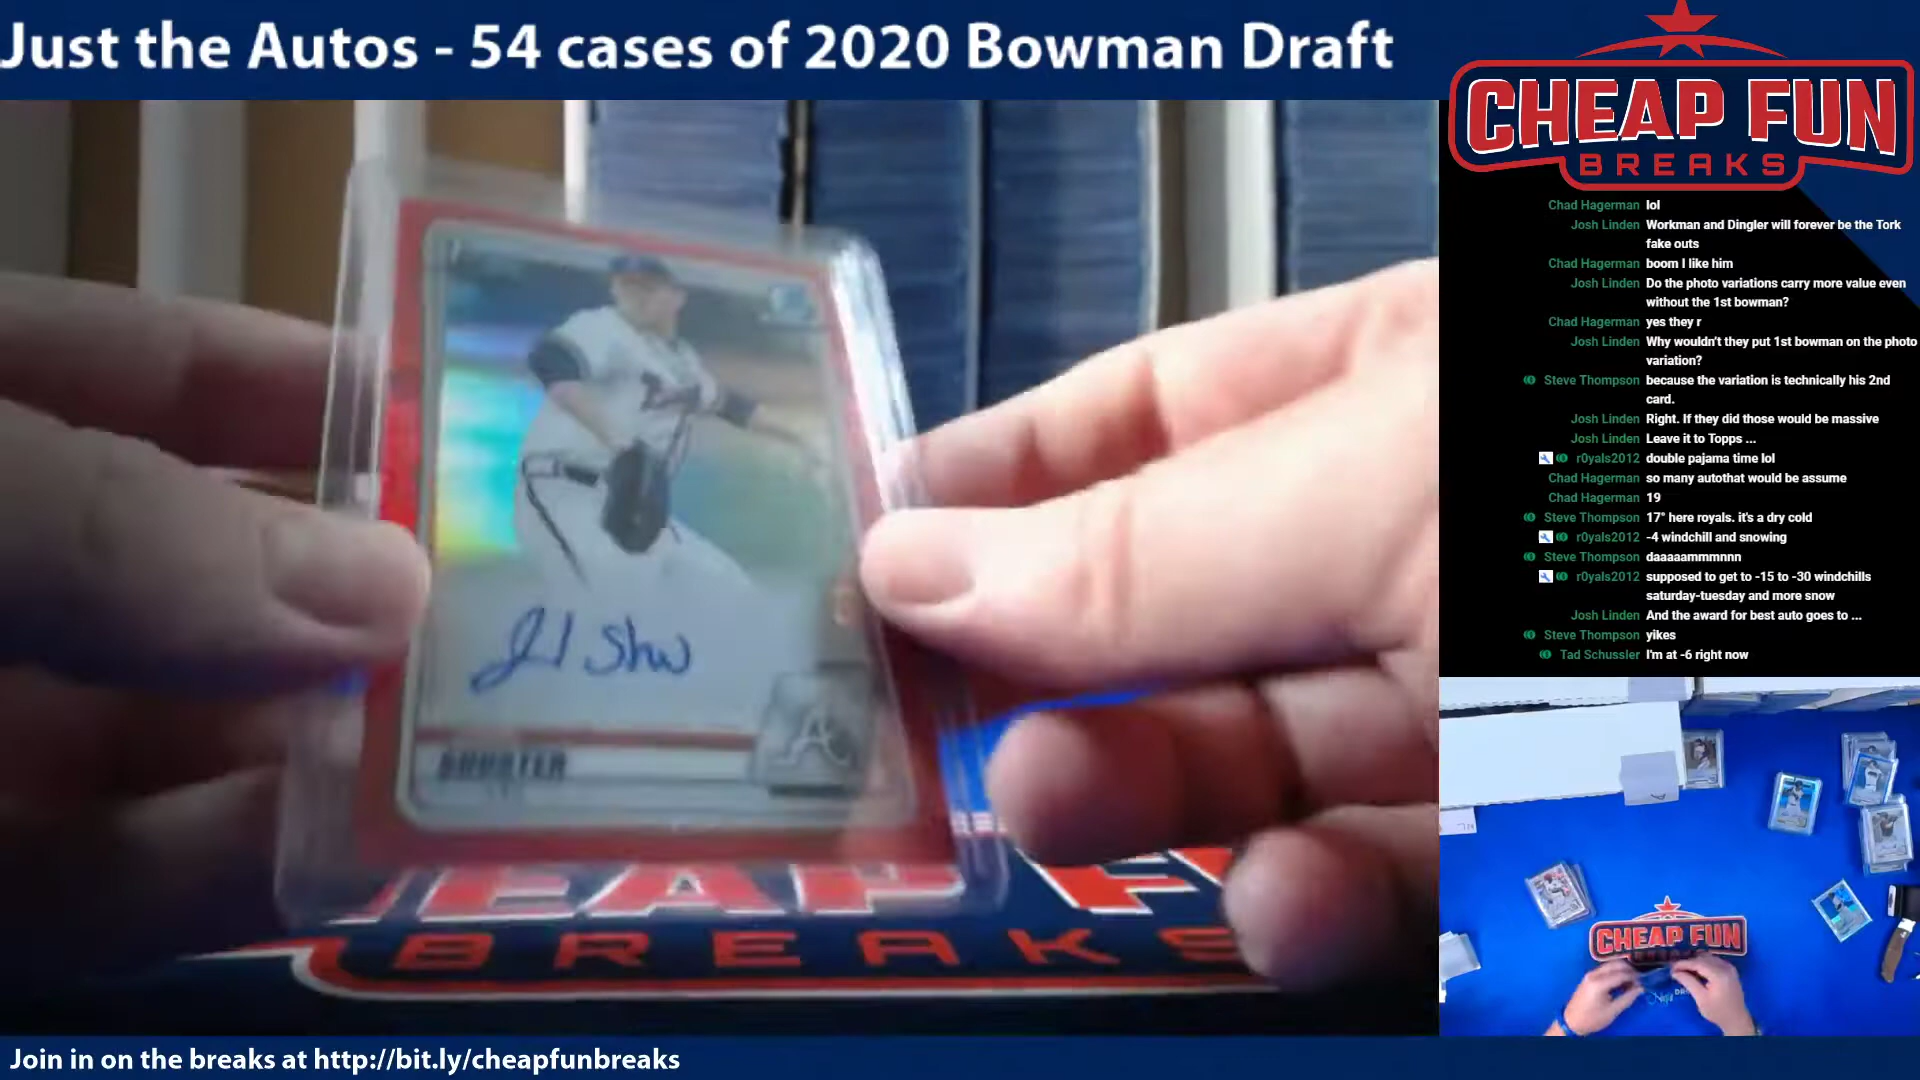 Just the Autos - 54 cases of 2020 Bowman Draft
CHEAP FUN
BREAKS
Chad Hagerman lol
Josh Linden Workman and Dingler will forever be the Tork
fake outs
Chad Hagerman boom I like him
Josh Linden Do the photo variations carry more value even
without the 1st bowman?
Chad Hagerman yes they r
Josh Linden Why wouldn't they put 1st bowman on the photo
variation?
Steve Thompson because the variation is technically his 2nd
card.
Josh Linden Right. If they did those would be massive
Josh Linden Leave it to Topps ...
r0yals2012 double pajama time lol
Chad Hagerman so many autothat would be assume
Chad Hagerman 19
Steve Thompson 17° here royals. it's a dry cold
r0yals2012 -4 windchill and snowing
Steve Thompson daaaaammmnnn
r0yals2012 supposed to get to -15 to -30 windchills
saturday-tuesday and more snow
Josh Linden And the award for best auto goes to ...
Steve Thompson yikes
Tad Schussler I'm at -6 right now
SHUSTER
A
EAP F
BREAKS
CHEAP FUN
Join in on the breaks at http://bit.ly/cheapfunbreaks